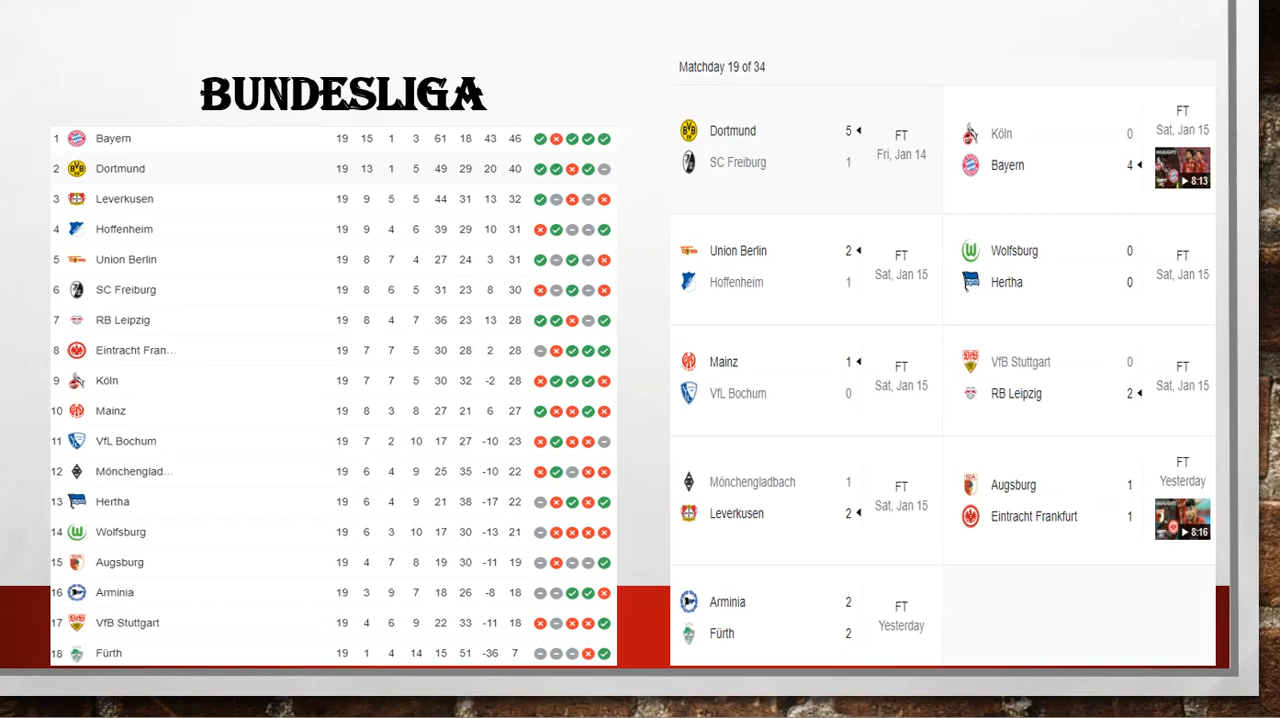 BUNDESLIGA
1 Bayern 19 15 1 3 61 18 43 46
2 Dortmund 19 13 1 5 49 29 20 40
3 Leverkusen 19 9 5 5 44 31 13 32
4 Hoffenheim 19 9 4 6 39 29 10 31
5 Union Berlin 19 8 7 4 27 24 3 31
6 SC Freiburg 19 8 6 5 31 23 8 30
7 RB Leipzig 19 8 4 7 36 23 13 28
8 Eintracht Fran... 19 7 7 5 30 28 2 28
9 Köln 19 7 7 5 30 32 -2 28
10 Mainz 19 8 3 8 27 21 6 27
11 VfL Bochum 19 7 2 10 17 27 -10 23
12 Mönchenglad... 19 6 4 9 25 35 -10 22
13 Hertha 19 6 4 9 21 38 -17 22
14 Wolfsburg 19 6 3 10 17 30 -13 21
15 Augsburg 19 4 7 8 19 30 -11 19
16 Arminia 19 3 9 7 18 26 -8 18
17 VfB Stuttgart 19 4 6 9 22 33 -11 18
18 Fürth 19 1 4 14 15 51 -36 7
Matchday 19 of 34
Dortmund 5
SC Freiburg 1
FT
Fri, Jan 14
Köln 0
Bayern 4
FT
Sat, Jan 15
8:13
Union Berlin 2
Hoffenheim 1
FT
Sat, Jan 15
Wolfsburg 0
Hertha 0
FT
Sat, Jan 15
Mainz 1
VfL Bochum 0
FT
Sat, Jan 15
VfB Stuttgart 0
RB Leipzig 2
FT
Sat, Jan 15
Mönchengladbach 1
Leverkusen 2
FT
Sat, Jan 15
Augsburg 1
Eintracht Frankfurt 1
FT
Yesterday
8:16
Arminia 2
Fürth 2
FT
Yesterday